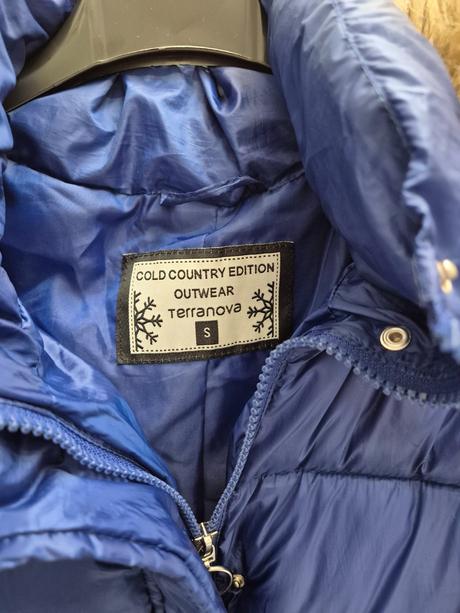 COLD COUNTRY EDITION
OUTWEAR
Terranova
S